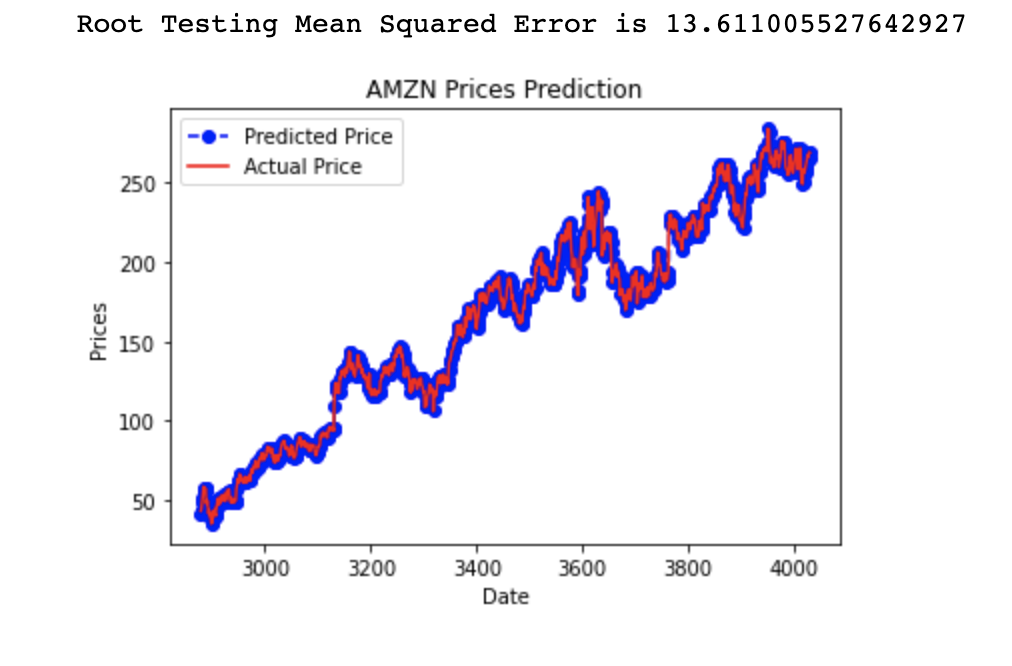 Root Testing Mean Squared Error is 13.611005527642927
AMZN Prices Prediction
Predicted Price
Actual Price
Prices
250
200
150
100
50
3000 3200 3400 3600 3800 4000
Date